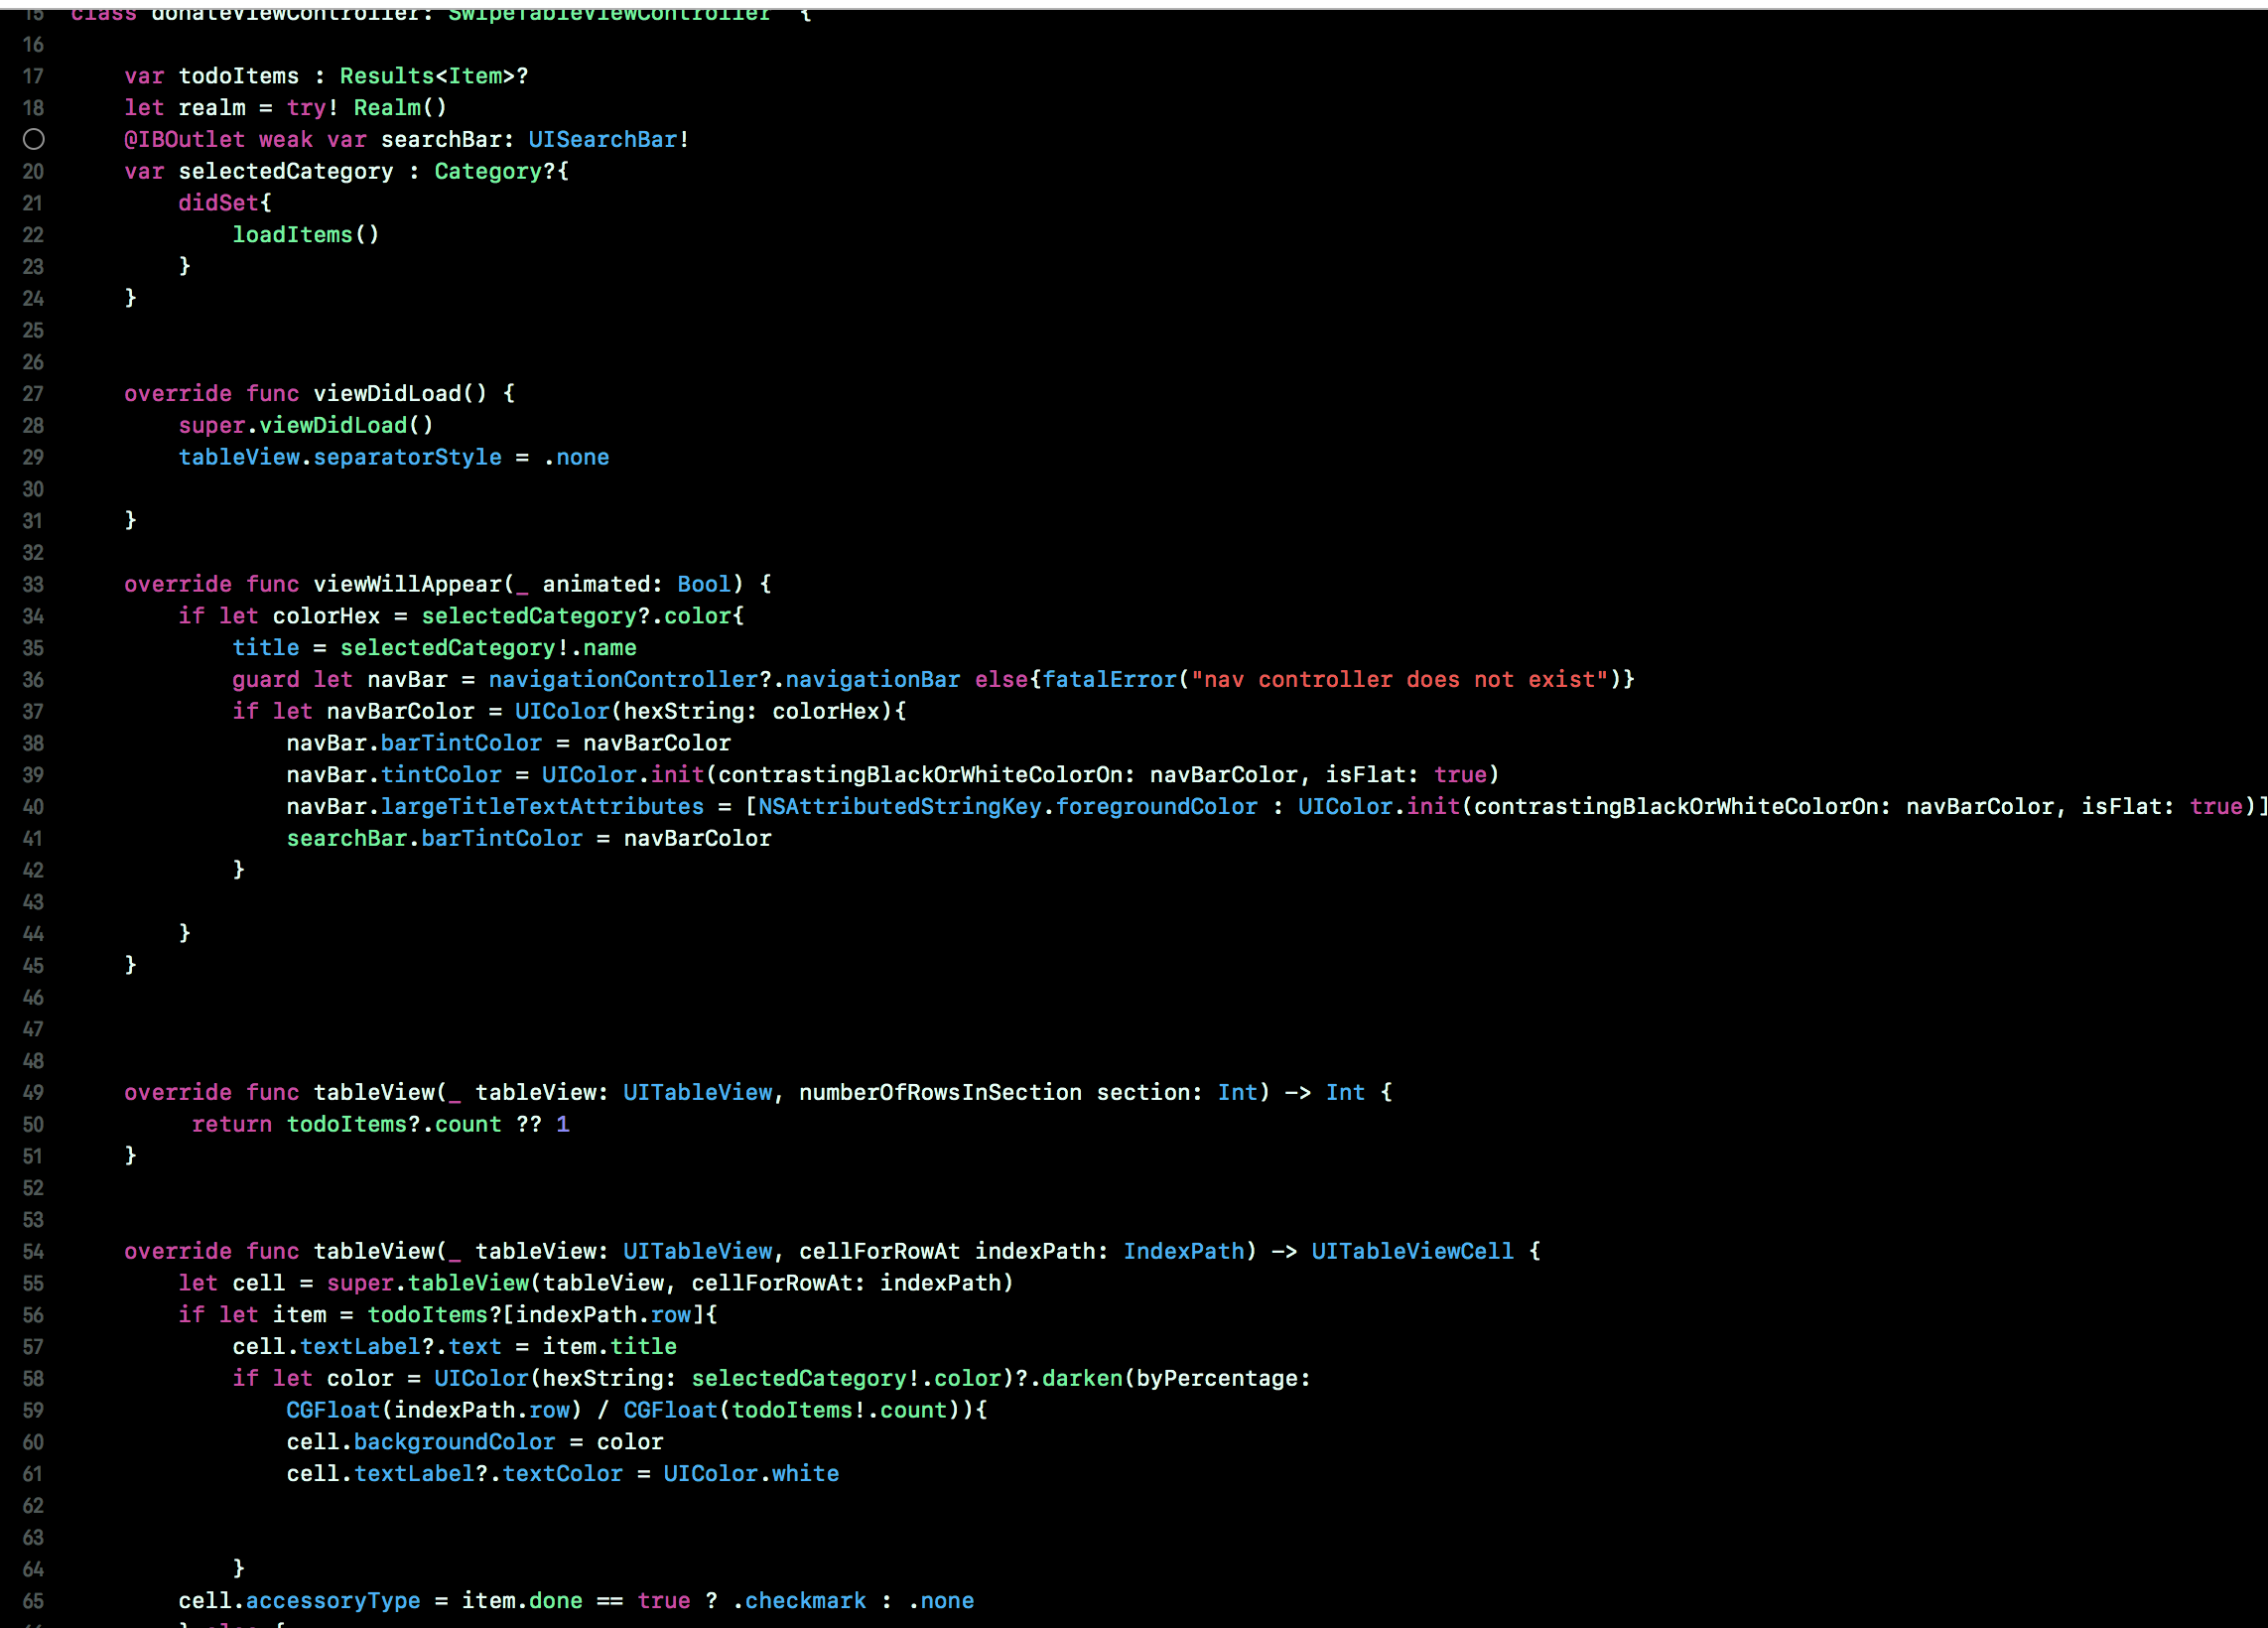 15 class donateViewController: SwipeTableViewController {
16
17 var todoItems : Results<Item>?
18 let realm = try! Realm()
@IBOutlet weak var searchBar: UISearchBar!
20 var selectedCategory : Category?{
21 didSet{
22 loadItems()
23 }
24 }
25
26
27 override func viewDidLoad() {
28 super.viewDidLoad()
29 tableView.separatorStyle = .none
30
31 }
32
33 override func viewWillAppear(_ animated: Bool) {
34 if let colorHex = selectedCategory?.color{
35 title = selectedCategory!.name
36 guard let navBar = navigationController?.navigationBar else{fatalError("nav controller does not exist")}
37 if let navBarColor = UIColor(hexString: colorHex){
38 navBar.barTintColor = navBarColor
39 navBar.tintColor = UIColor.init(contrastingBlackOrWhiteColorOn: navBarColor, isFlat: true)
40 navBar.largeTitleTextAttributes = [NSAttributedStringKey.foregroundColor : UIColor.init(contrastingBlackOrWhiteColorOn: navBarColor, isFlat: true)]
41 searchBar.barTintColor = navBarColor
42 }
43
44 }
45 }
46
47
48
49 override func tableView(_ tableView: UITableView, numberOfRowsInSection section: Int) -> Int {
50 return todoItems?.count ?? 1
51 }
52
53
54 override func tableView(_ tableView: UITableView, cellForRowAt indexPath: IndexPath) -> UITableViewCell {
55 let cell = super.tableView(tableView, cellForRowAt: indexPath)
56 if let item = todoItems?[indexPath.row]{
57 cell.textLabel?.text = item.title
58 if let color = UIColor(hexString: selectedCategory!.color)?.darken(byPercentage:
59 CGFloat(indexPath.row) / CGFloat(todoItems!.count)){
60 cell.backgroundColor = color
61 cell.textLabel?.textColor = UIColor.white
62
63
64 }
65 cell.accessoryType = item.done == true ? .checkmark : .none